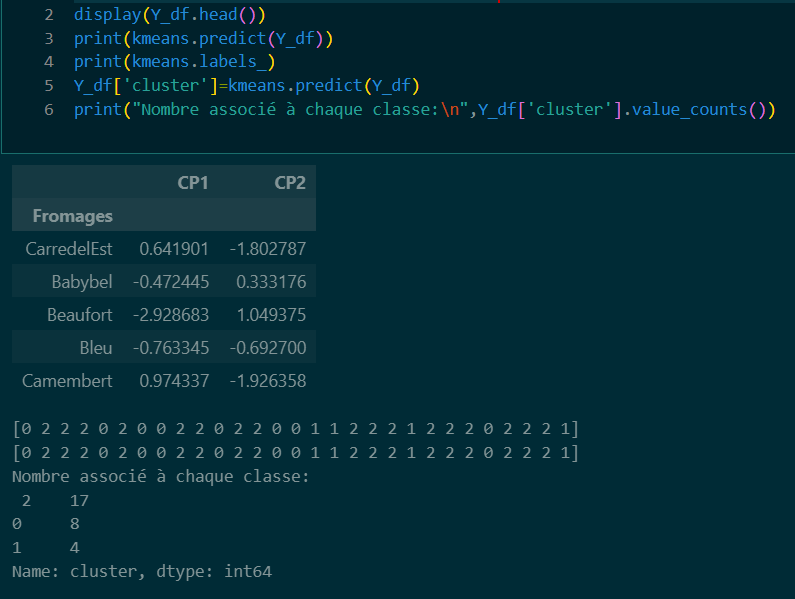 2 display(Y_df.head())
3 print(kmeans.predict(Y_df))
4 print(kmeans.labels_)
5 Y_df['cluster']=kmeans.predict(Y_df)
6 print("Nombre associé à chaque classe:\n",Y_df['cluster'].value_counts())
CP1 CP2
Fromages
CarredelEst 0.641901 -1.802787
Babybel -0.472445 0.333176
Beaufort -2.928683 1.049375
Bleu -0.763345 -0.692700
Camembert 0.974337 -1.926358
[0 2 2 2 0 2 0 0 2 2 0 2 2 0 0 1 1 2 2 2 1 2 2 2 0 2 2 2 1]
[0 2 2 2 0 2 0 0 2 2 0 2 2 0 0 1 1 2 2 2 1 2 2 2 0 2 2 2 1]
Nombre associé à chaque classe:
2 17
0 8
1 4
Name: cluster, dtype: int64